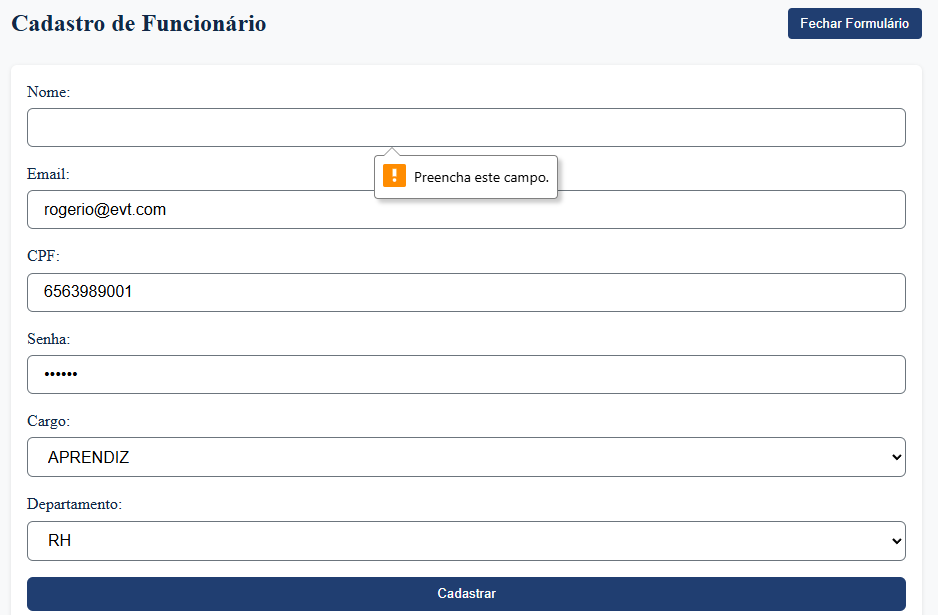 Cadastro de Funcionário
Fechar Formulário
Nome:
Preencha este campo.
Email:
rogerio@evt.com
CPF:
6563989001
Senha:
••••••
Cargo:
APRENDIZ
Departamento:
RH
Cadastrar